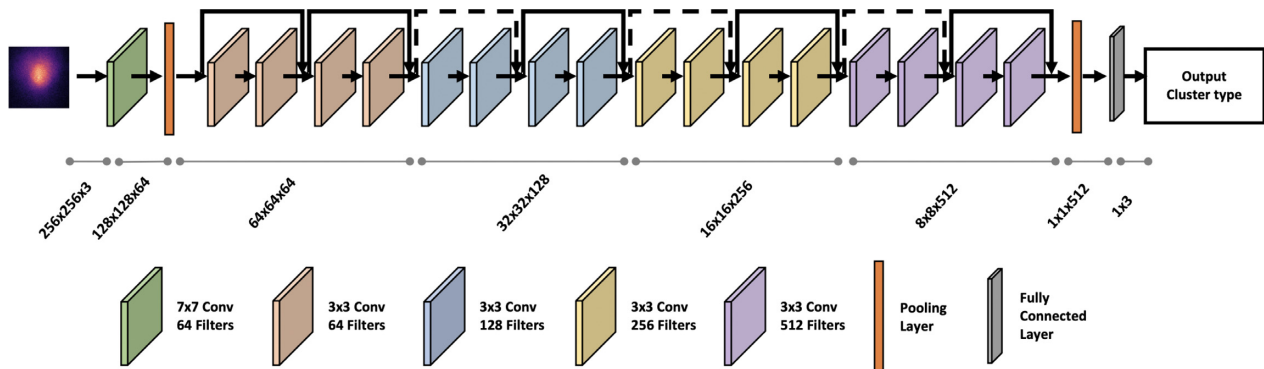 Output
Cluster type
256x256x3
128x128x64
64x64x64
32x32x128
16x16x256
8x8x512
1x1x512
1x3
7x7 Conv
64 Filters
3x3 Conv
64 Filters
3x3 Conv
128 Filters
3x3 Conv
256 Filters
3x3 Conv
512 Filters
Pooling
Layer
Fully
Connected
Layer